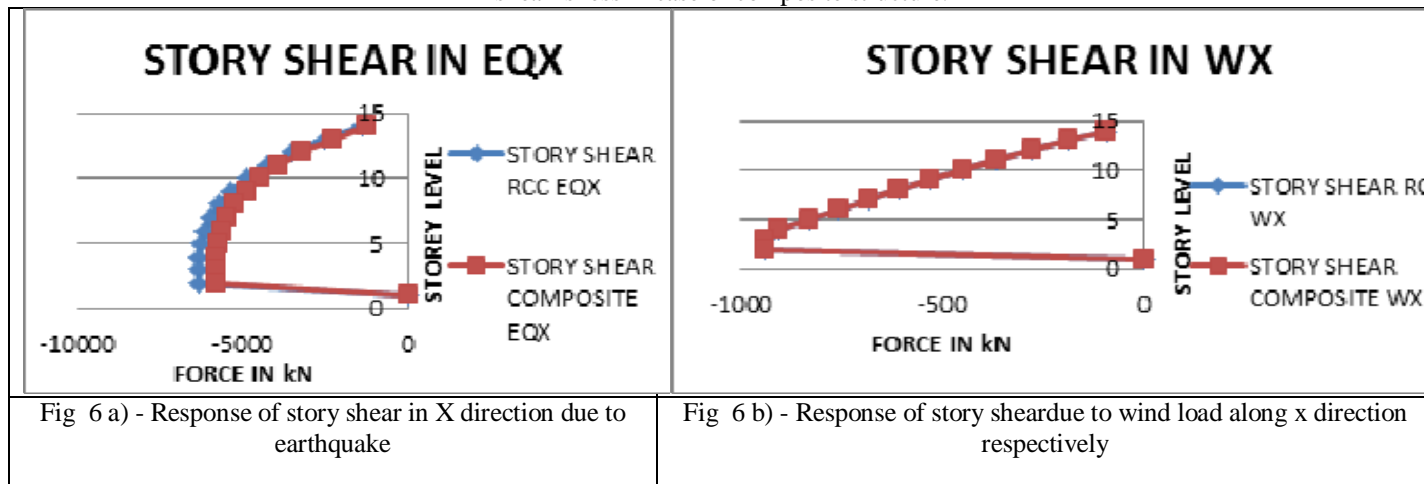 STORY SHEAR IN EQX
15
10
5
0
-10000
-5000
0
FORCE IN kN
STOREY LEVEL
STORY SHEAR
RCC EQX
STORY SHEAR
COMPOSITE
EQX
STORY SHEAR IN WX
15
10
5
0
-1000
-500
0
FORCE IN kN
STORY LEVEL
STORY SHEAR RC
WX
STORY SHEAR
COMPOSITE WX
Fig 6 a) - Response of story shear in X direction due to
earthquake
Fig 6 b) - Response of story sheardue to wind load along x direction
respectively